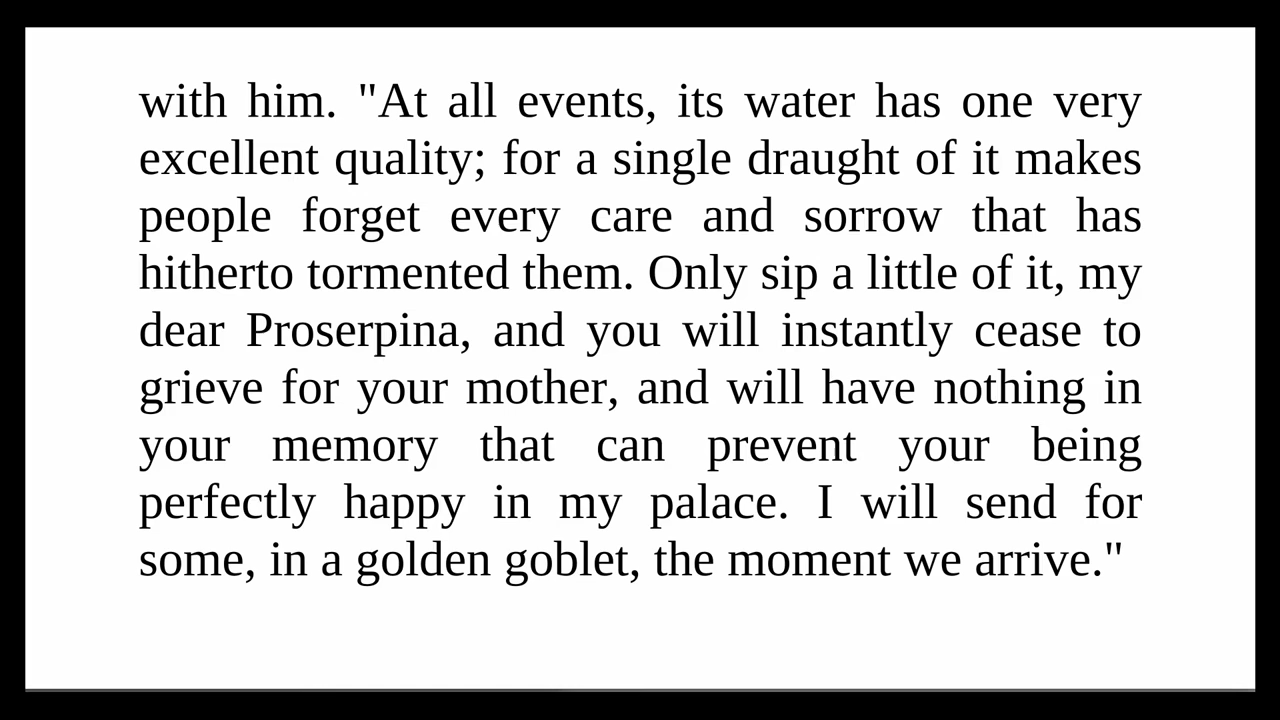 with him. "At all events, its water has one very
excellent quality; for a single draught of it makes
people forget every care and sorrow that has
hitherto tormented them. Only sip a little of it, my
dear Proserpina, and you will instantly cease to
grieve for your mother, and will have nothing in
your memory that can prevent your being
perfectly happy in my palace. I will send for
some, in a golden goblet, the moment we arrive."